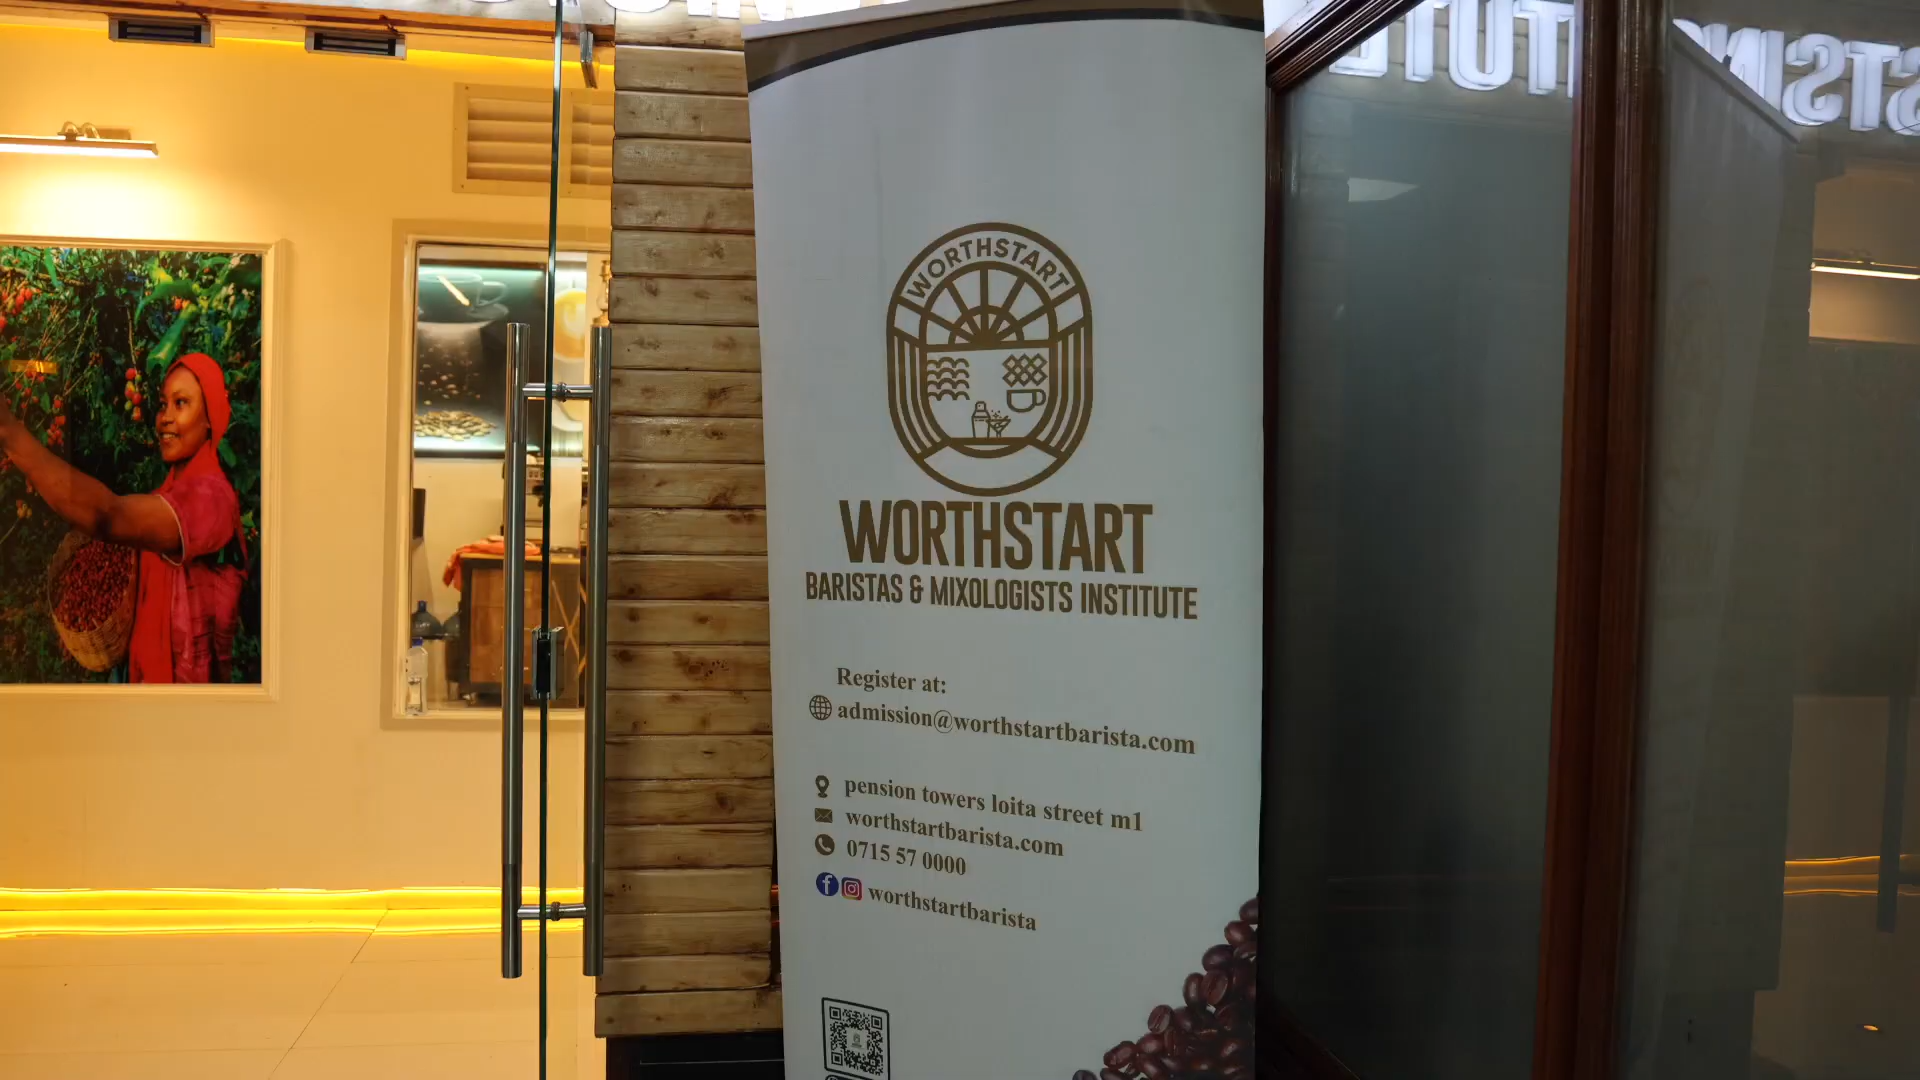 WORTHSTART
WORTHSTART
BARISTAS & MIXOLOGISTS INSTITUTE
Register at:
admission@worthstartbarista.com
pension towers loita street m1
worthstartbarista.com
0715 57 0000
worthstartbarista